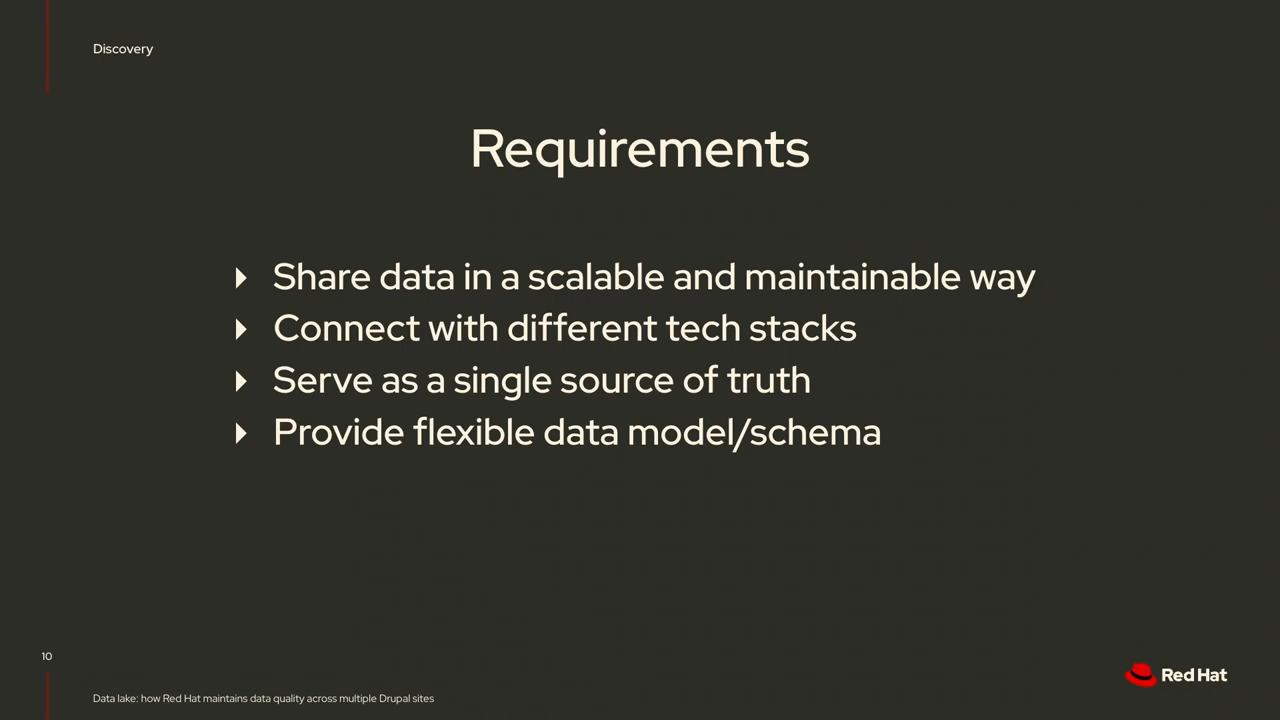 Discovery
Requirements
Share data in a scalable and maintainable way
Connect with different tech stacks
Serve as a single source of truth
Provide flexible data model/schema
10
Red Hat
Data lake: how Red Hat maintains data quality across multiple Drupal sites